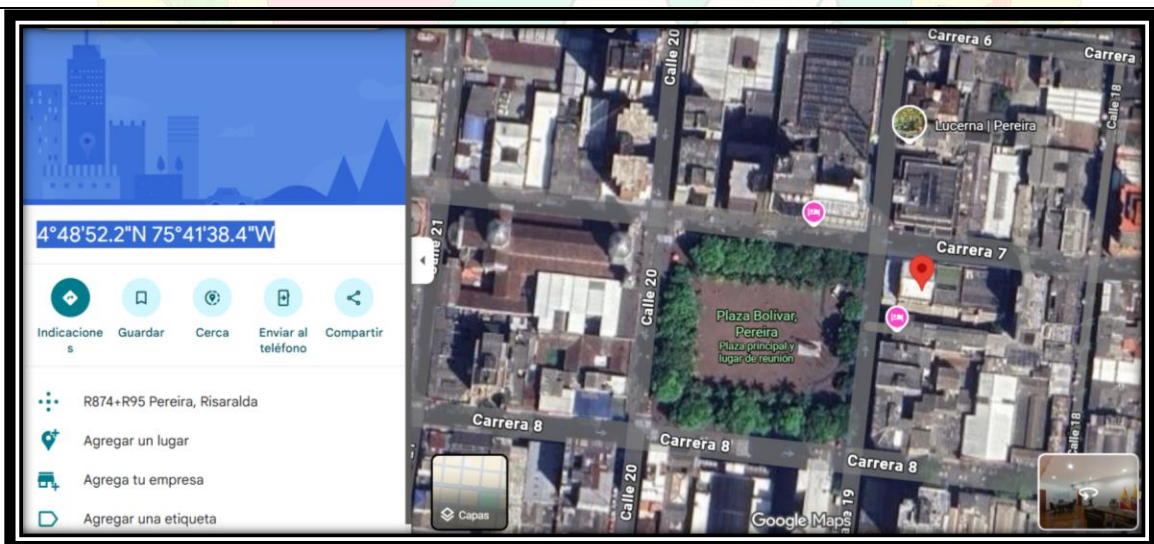 4°48'52.2"N 75°41'38.4"W
Indicacione
s
Guardar
Cerca
Enviar al
teléfono
Compartir
R874+R95 Pereira, Risaralda
Agregar un lugar
Agrega tu empresa
Agregar una etiqueta
Calle 20
Carrera 6
Carrera
Calle 18
Lucerna | Pereira
Calle 21
Carrera 7
Calle 20
Plaza Bolívar,
Pereira
Plaza principal y
lugar de reunión
Carrera 8
Carrera 8
Carrera 8
Calle 18
Calle 20
19
Capas
Google Maps